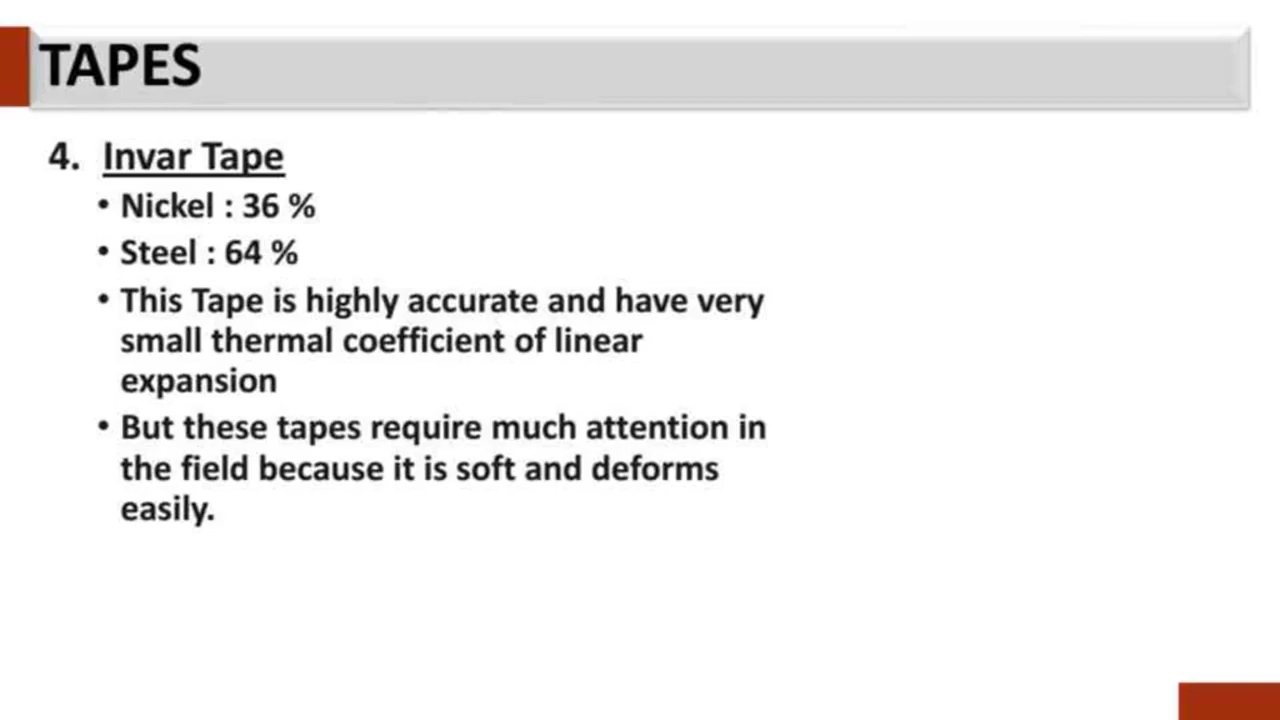 TAPES
4. Invar Tape
• Nickel : 36 %
• Steel : 64 %
• This Tape is highly accurate and have very
small thermal coefficient of linear
expansion
• But these tapes require much attention in
the field because it is soft and deforms
easily.